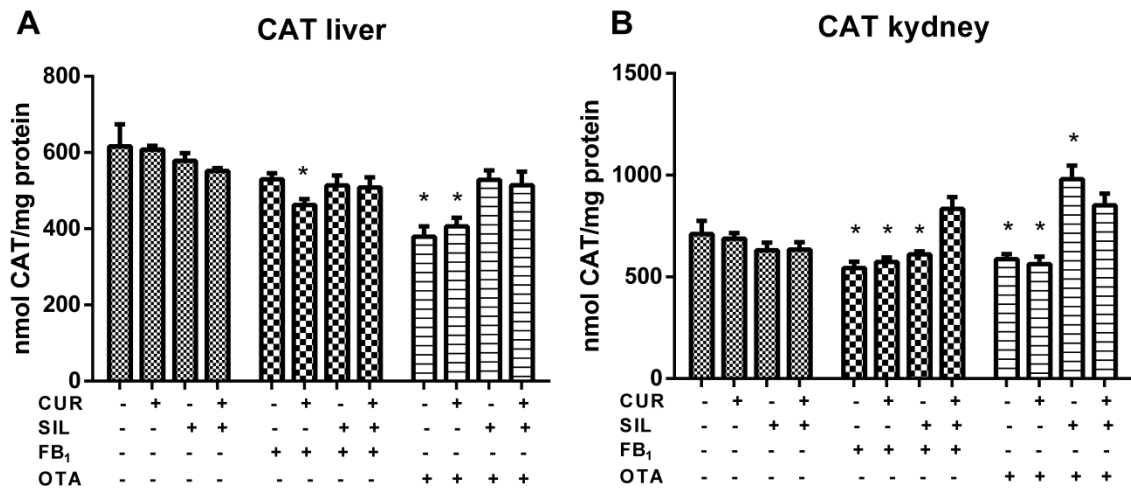 A
CAT liver
nmol CAT/mg protein
800
600
400
200
0
*
* *
CUR - + - + - + - + - + - +
SIL - - + + - - + + - - + +
FB₁ - - - - + + + + - - - -
OTA - - - - - - - - + + + +
B
CAT kydney
nmol CAT/mg protein
1500
1000
500
0
*
* * * * *
CUR - + - + - + - + - + - +
SIL - - + + - - + + - - + +
FB₁ - - - - + + + + - - - -
OTA - - - - - - - - + + + +